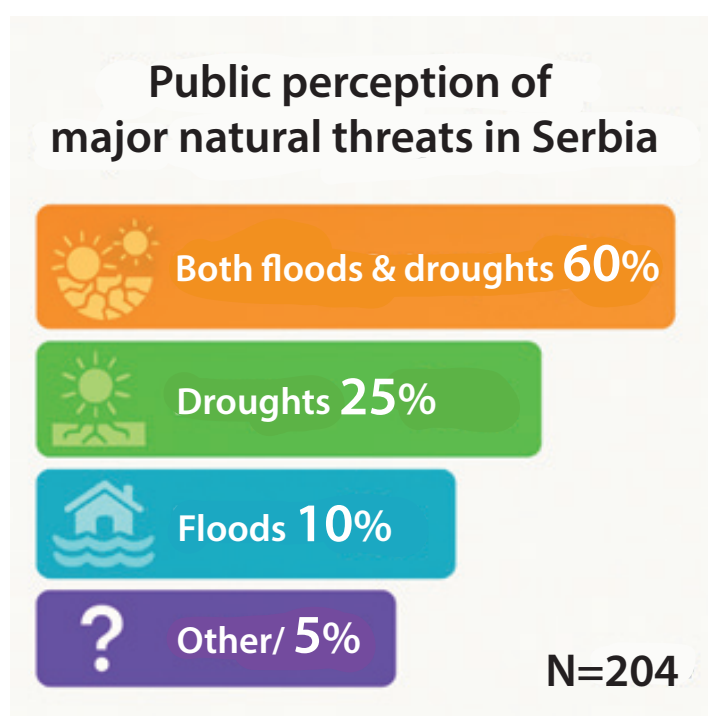 Public perception of
major natural threats in Serbia
Both floods & droughts 60%
Droughts 25%
Floods 10%
?
Other/ 5%
N=204